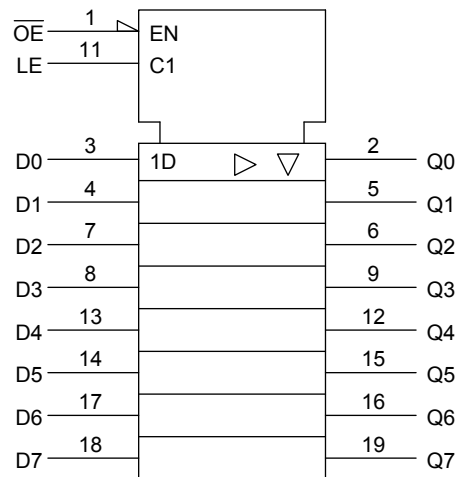 O̅E̅ 1 EN
LE 11 C1
D0 3 1D 2 Q0
D1 4 5 Q1
D2 7 6 Q2
D3 8 9 Q3
D4 13 12 Q4
D5 14 15 Q5
D6 17 16 Q6
D7 18 19 Q7